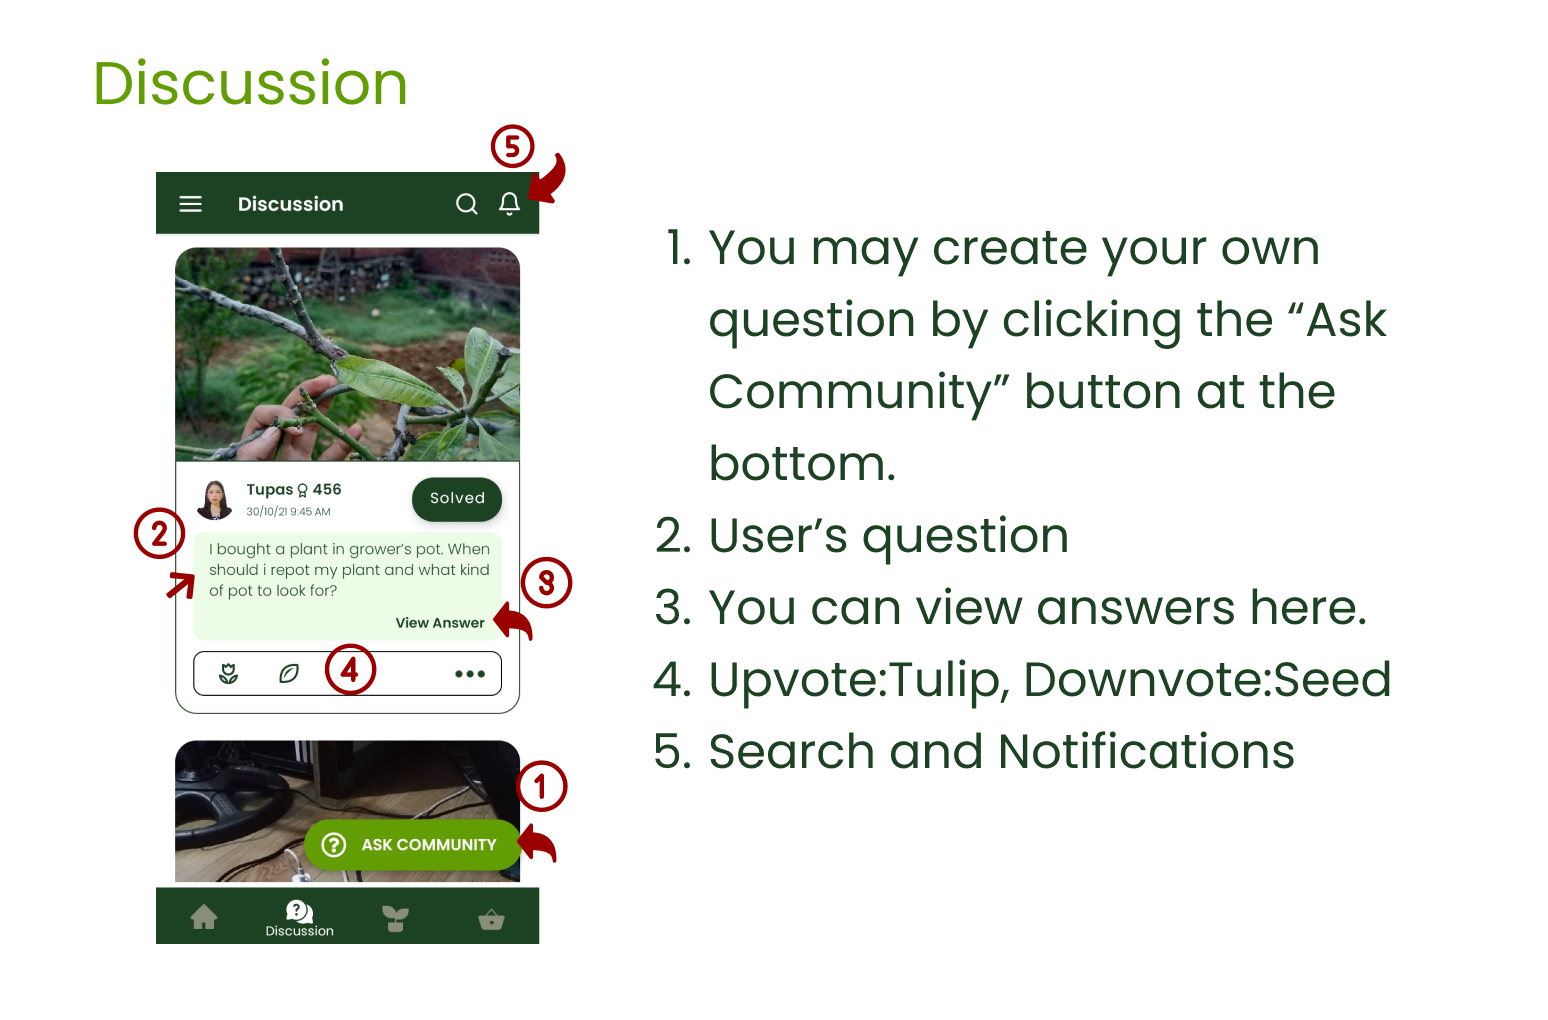 Discussion
5
Discussion
Tupas 456
Solved
30/10/21 9:45 AM
2
I bought a plant in grower’s pot. When
should i repot my plant and what kind
of pot to look for?
3
View Answer
4
1
? ASK COMMUNITY
?
Discussion
1. You may create your own
question by clicking the “Ask
Community” button at the
bottom.
2. User’s question
3. You can view answers here.
4. Upvote:Tulip, Downvote:Seed
5. Search and Notifications